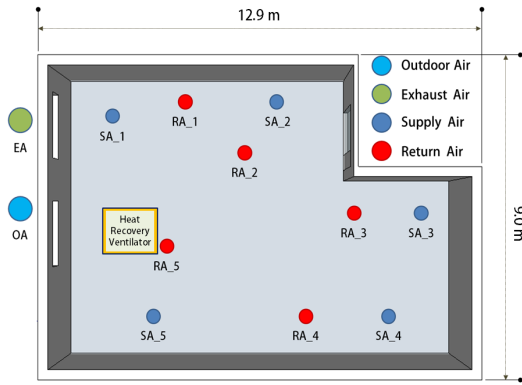 12.9 m
Outdoor Air
Exhaust Air
Supply Air
Return Air
EA
OA
SA_1
RA_1
SA_2
RA_2
RA_3
SA_3
Heat
Recovery
Ventilator
RA_5
SA_5
RA_4
SA_4
9.0 m